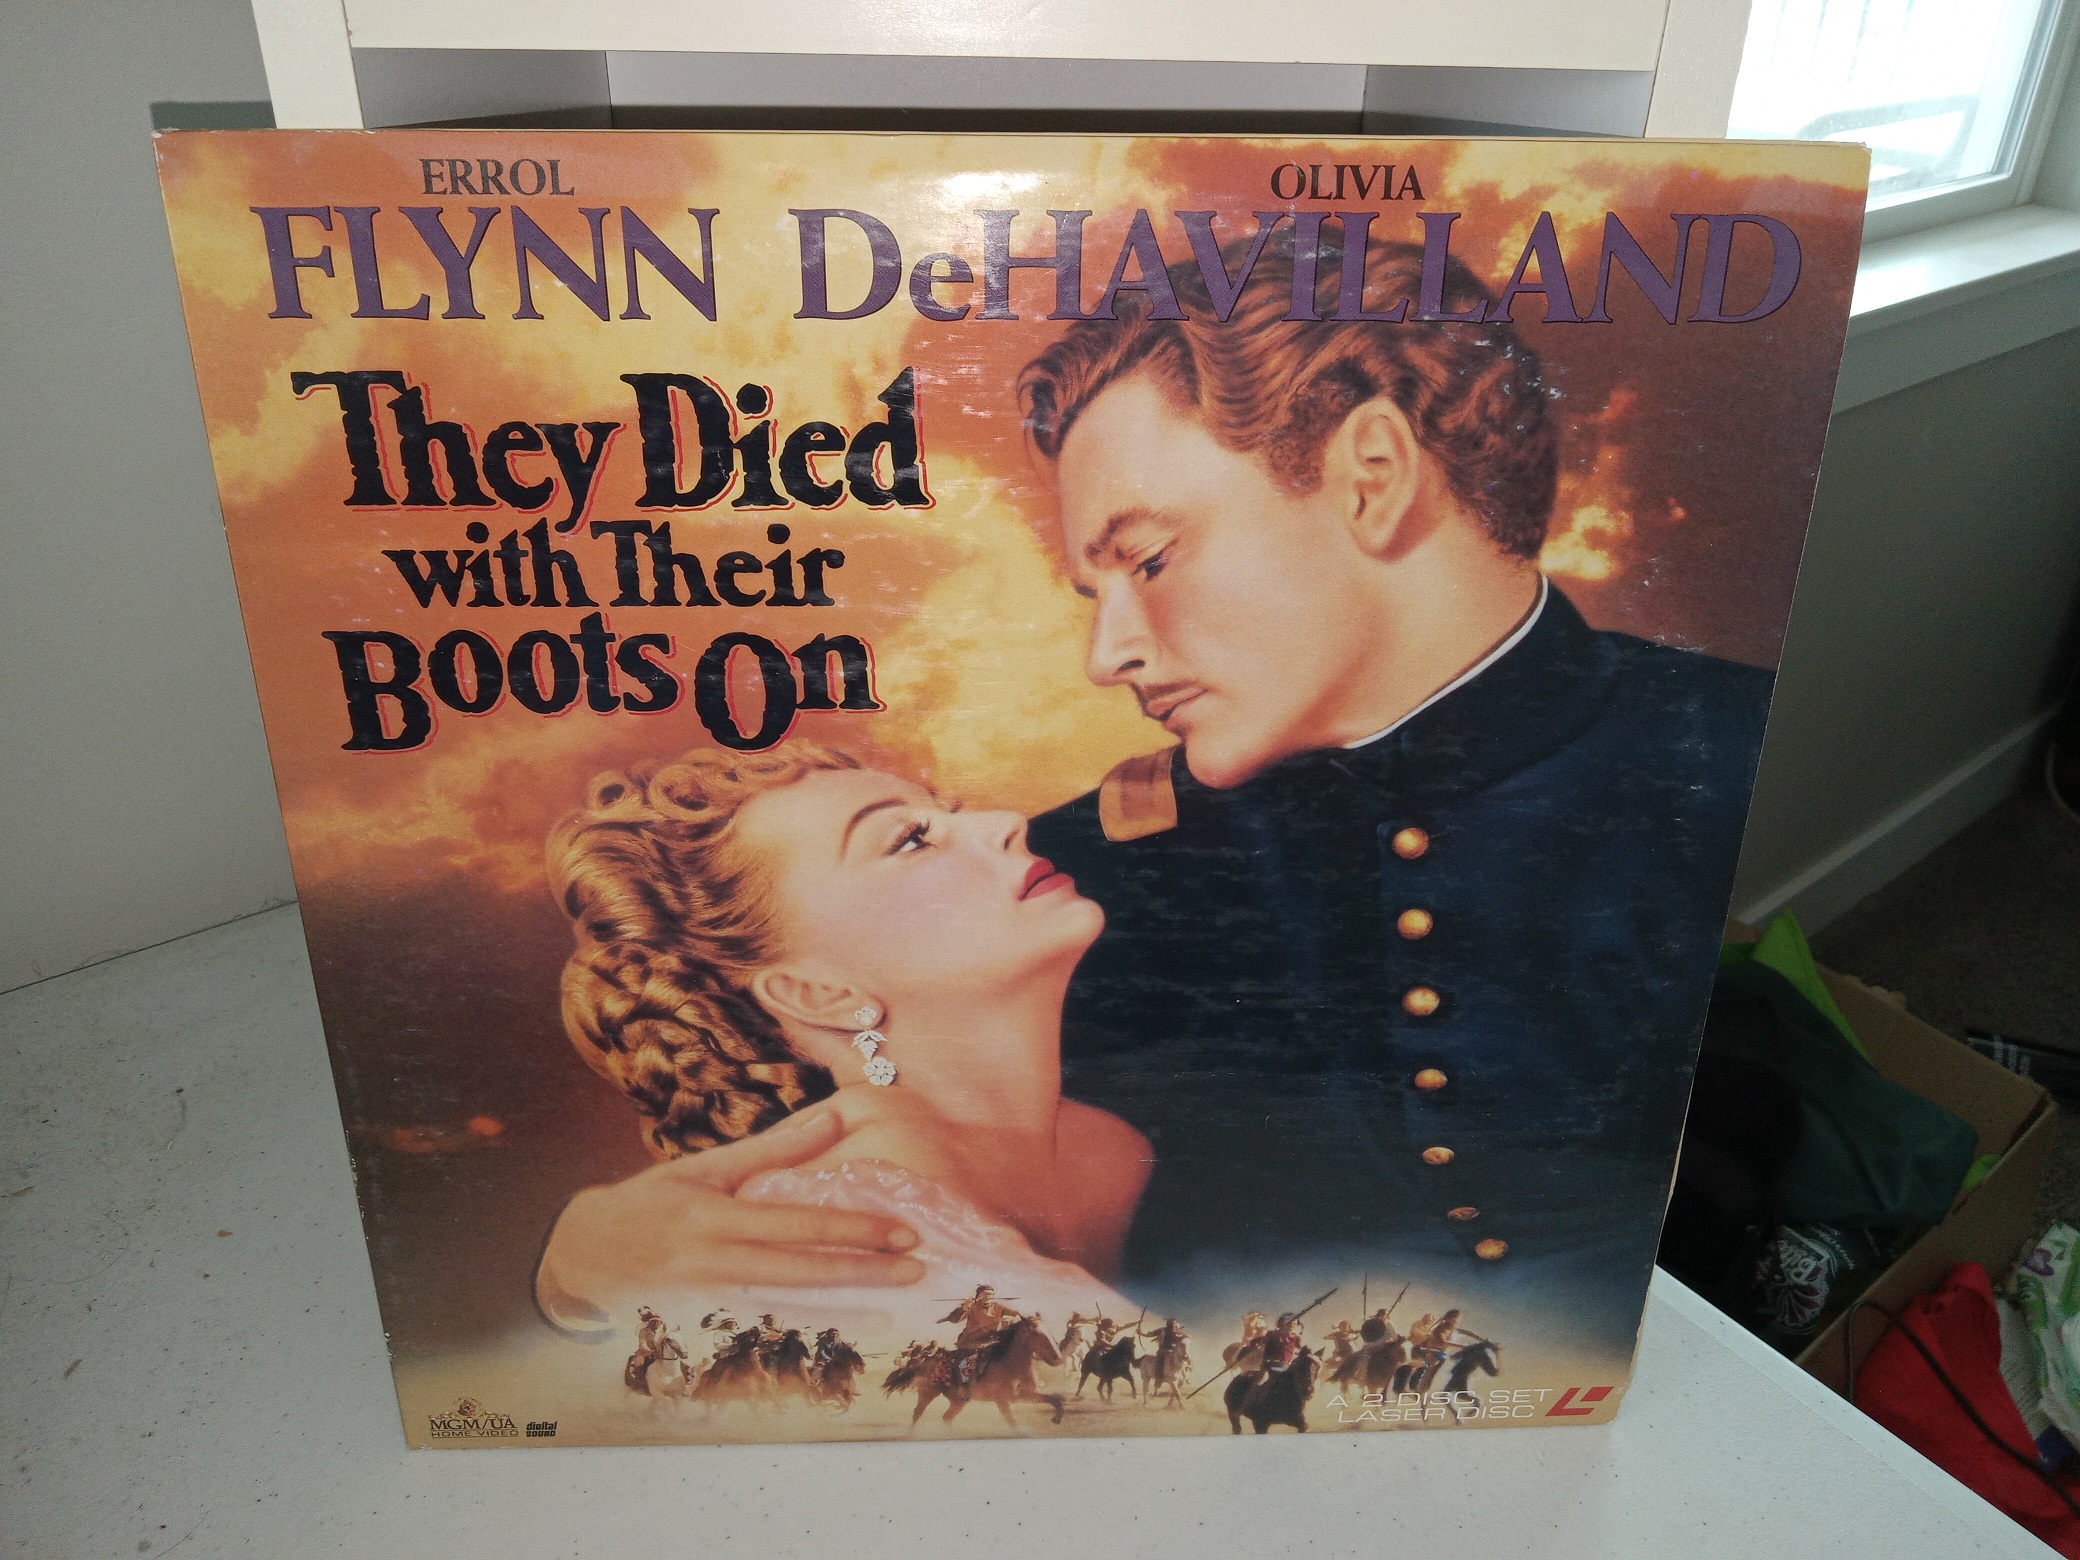 ERROL OLIVIA
FLYNN DeHAVILLAND
They Died
with Their
Boots On
A 2-DISC SET
LASER DISC
MGM/UA
HOME VIDEO
digital
SOUND